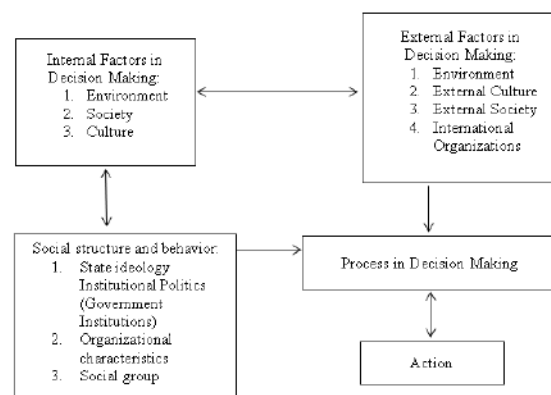 Internal Factors in
Decision Making:
1. Environment
2. Society
3. Culture
External Factors in
Decision Making:
1. Environment
2. External Culture
3. External Society
4. International
Organizations
Social structure and behavior:
1. State ideology
Institutional Politics
(Government
Institutions)
2. Organizational
characteristics
3. Social group
Process in Decision Making
Action